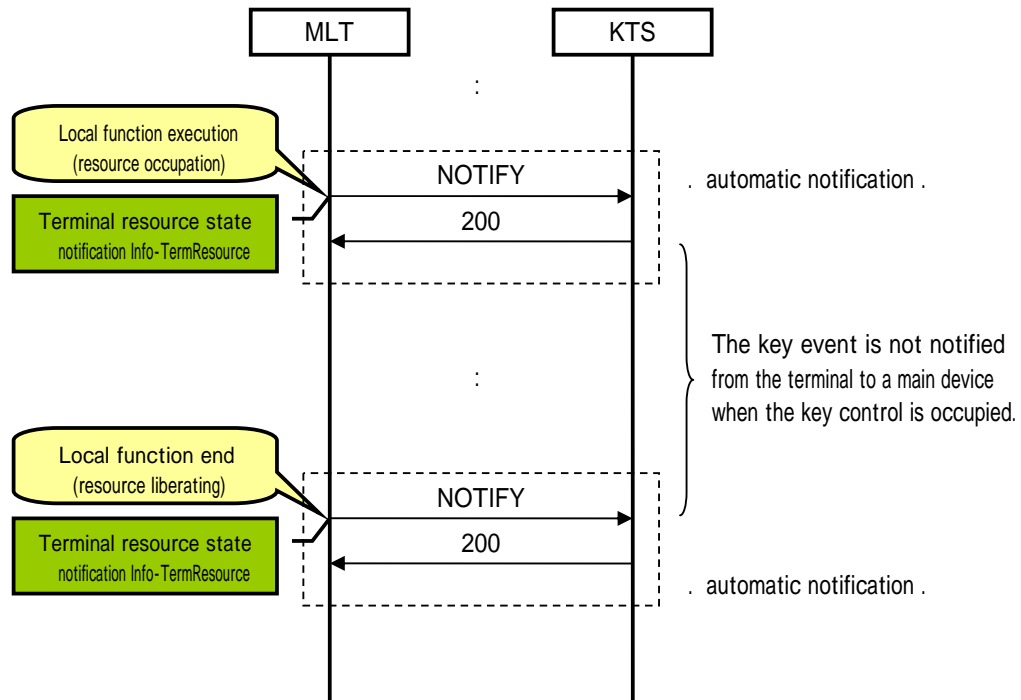 MLT
KTS
:
Local function execution
(resource occupation)
NOTIFY
. automatic notification .
Terminal resource state
notification Info-TermResource
200
The key event is not notified
from the terminal to a main device
when the key control is occupied.
:
Local function end
(resource liberating)
NOTIFY
Terminal resource state
notification Info-TermResource
200
. automatic notification .